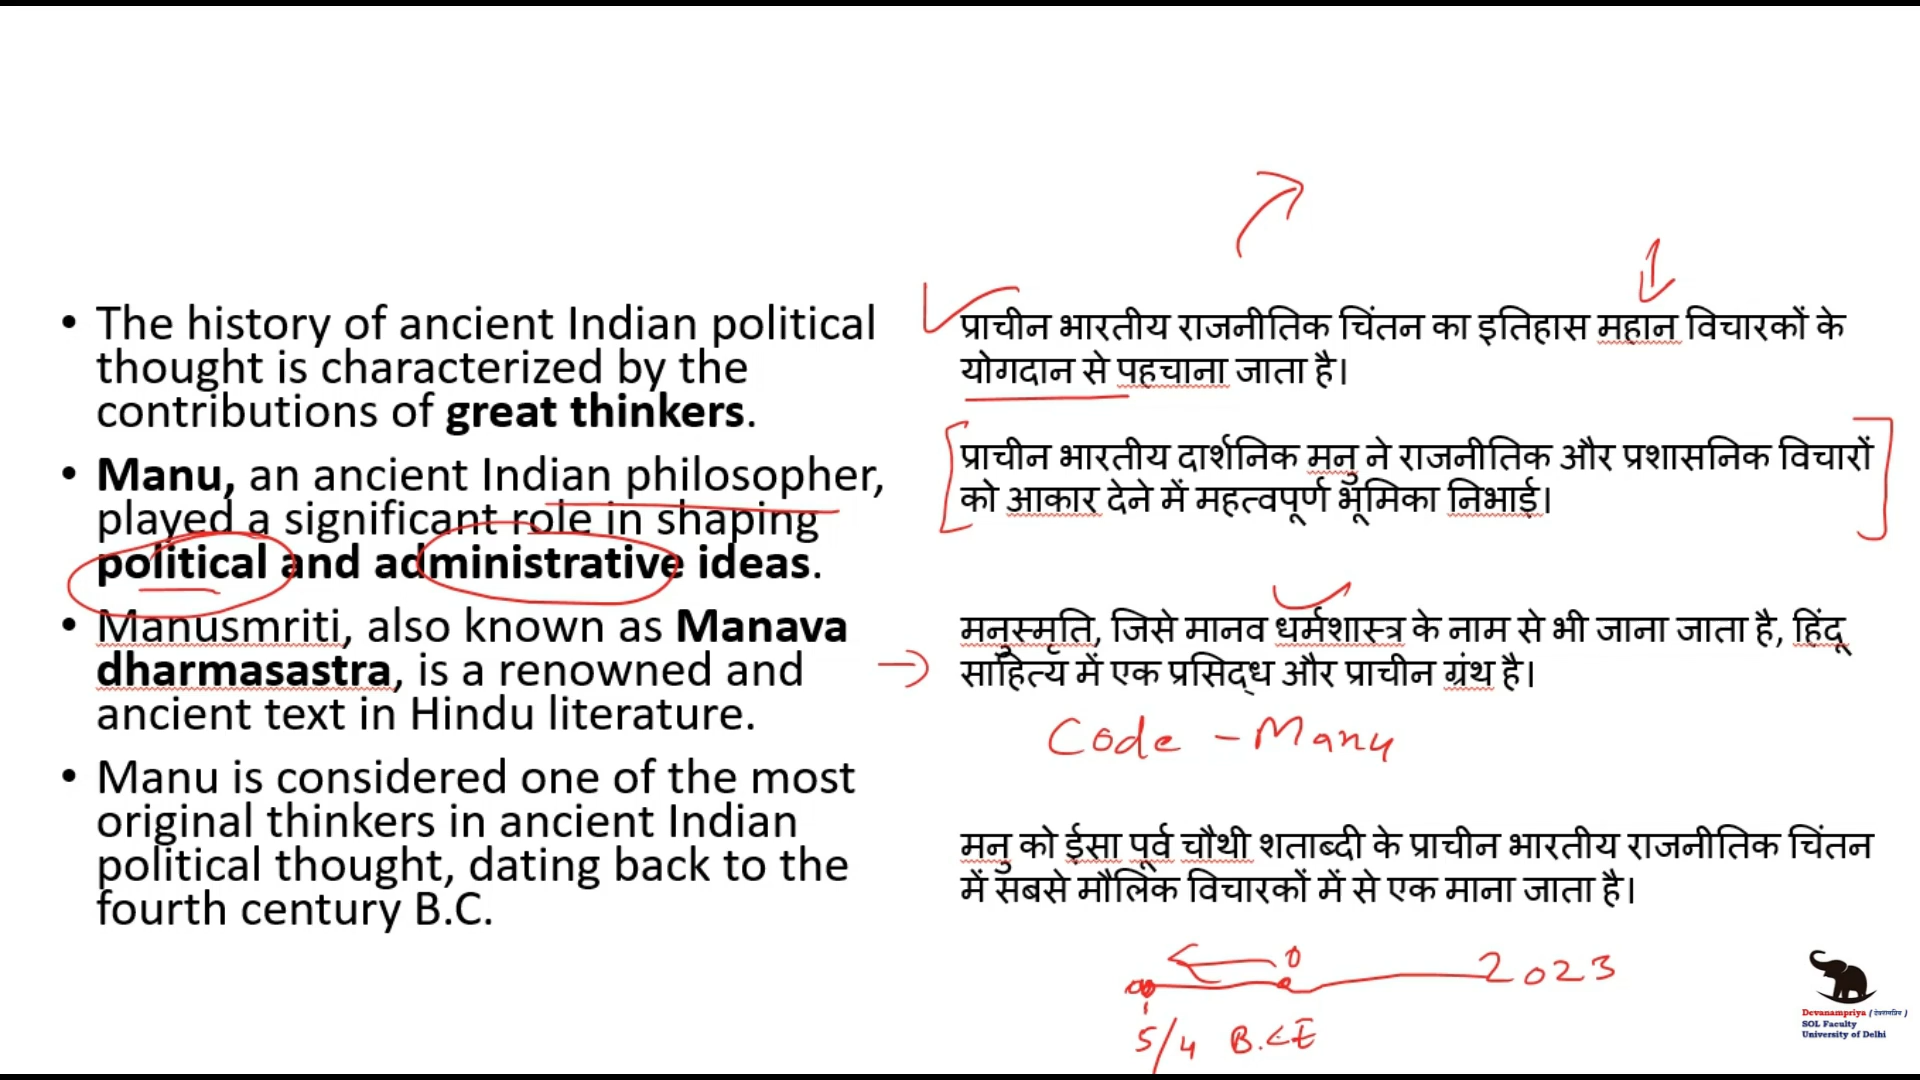 • The history of ancient Indian political
thought is characterized by the
contributions of great thinkers.
• Manu, an ancient Indian philosopher,
played a significant role in shaping
political and administrative ideas.
• Manusmriti, also known as Manava
dharmasastra, is a renowned and
ancient text in Hindu literature.
• Manu is considered one of the most
original thinkers in ancient Indian
political thought, dating back to the
fourth century B.C.
प्राचीन भारतीय राजनीतिक चिंतन का इतिहास महान विचारकों के
योगदान से पहचाना जाता है।
प्राचीन भारतीय दार्शनिक मनु ने राजनीतिक और प्रशासनिक विचारों
को आकार देने में महत्वपूर्ण भूमिका निभाई।
मनुस्मृति, जिसे मानव धर्मशास्त्र के नाम से भी जाना जाता है, हिंदू
साहित्य में एक प्रसिद्ध और प्राचीन ग्रंथ है।
Code - Manu
मनु को ईसा पूर्व चौथी शताब्दी के प्राचीन भारतीय राजनीतिक चिंतन
में सबसे मौलिक विचारकों में से एक माना जाता है।
0 2023
5/4 B.CE
Devanampriya (देवानामप्रिय)
SOL Faculty
University of Delhi